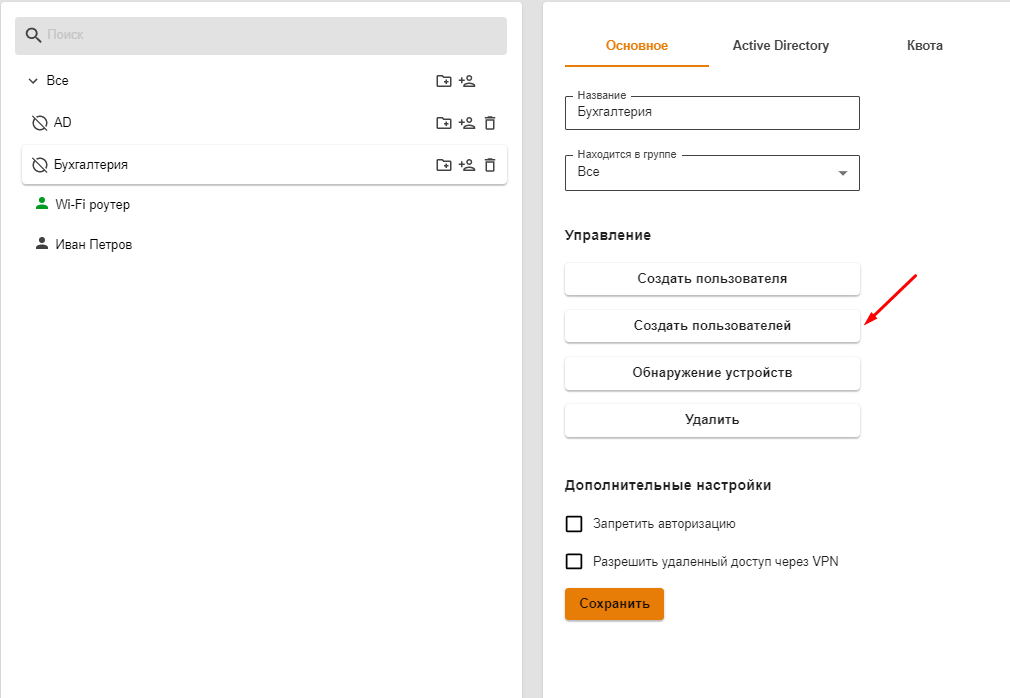 Поиск
Все
AD
Бухгалтерия
Wi-Fi роутер
Иван Петров
Основное
Active Directory
Квота
Название
Бухгалтерия
Находится в группе
Все
Управление
Создать пользователя
Создать пользователей
Обнаружение устройств
Удалить
Дополнительные настройки
Запретить авторизацию
Разрешить удаленный доступ через VPN
Сохранить